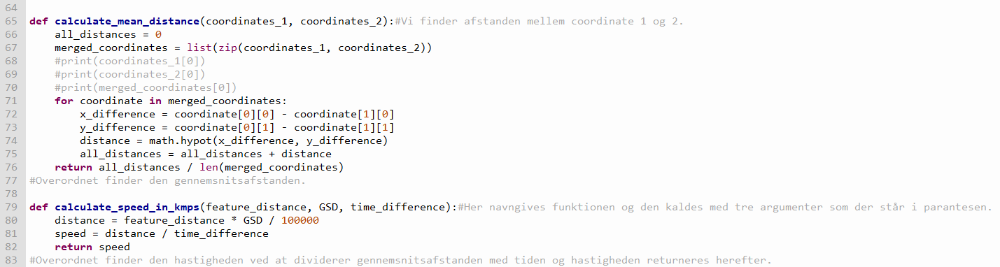 64
65 def calculate_mean_distance(coordinates_1, coordinates_2):#Vi finder afstanden mellem coordinate 1 og 2.
66     all_distances = 0
67     merged_coordinates = list(zip(coordinates_1, coordinates_2))
68     #print(coordinates_1[0])
69     #print(coordinates_2[0])
70     #print(merged_coordinates[0])
71     for coordinate in merged_coordinates:
72         x_difference = coordinate[0][0] - coordinate[1][0]
73         y_difference = coordinate[0][1] - coordinate[1][1]
74         distance = math.hypot(x_difference, y_difference)
75         all_distances = all_distances + distance
76     return all_distances / len(merged_coordinates)
77 #Overordnet finder den gennemsnitsafstanden.
78
79 def calculate_speed_in_kmps(feature_distance, GSD, time_difference):#Her navngives funktionen og den kaldes med tre argumenter som der står i parantesen.
80     distance = feature_distance * GSD / 100000
81     speed = distance / time_difference
82     return speed
83 #Overordnet finder den hastigheden ved at dividerer gennemsnitsafstanden med tiden og hastigheden returneres herefter.